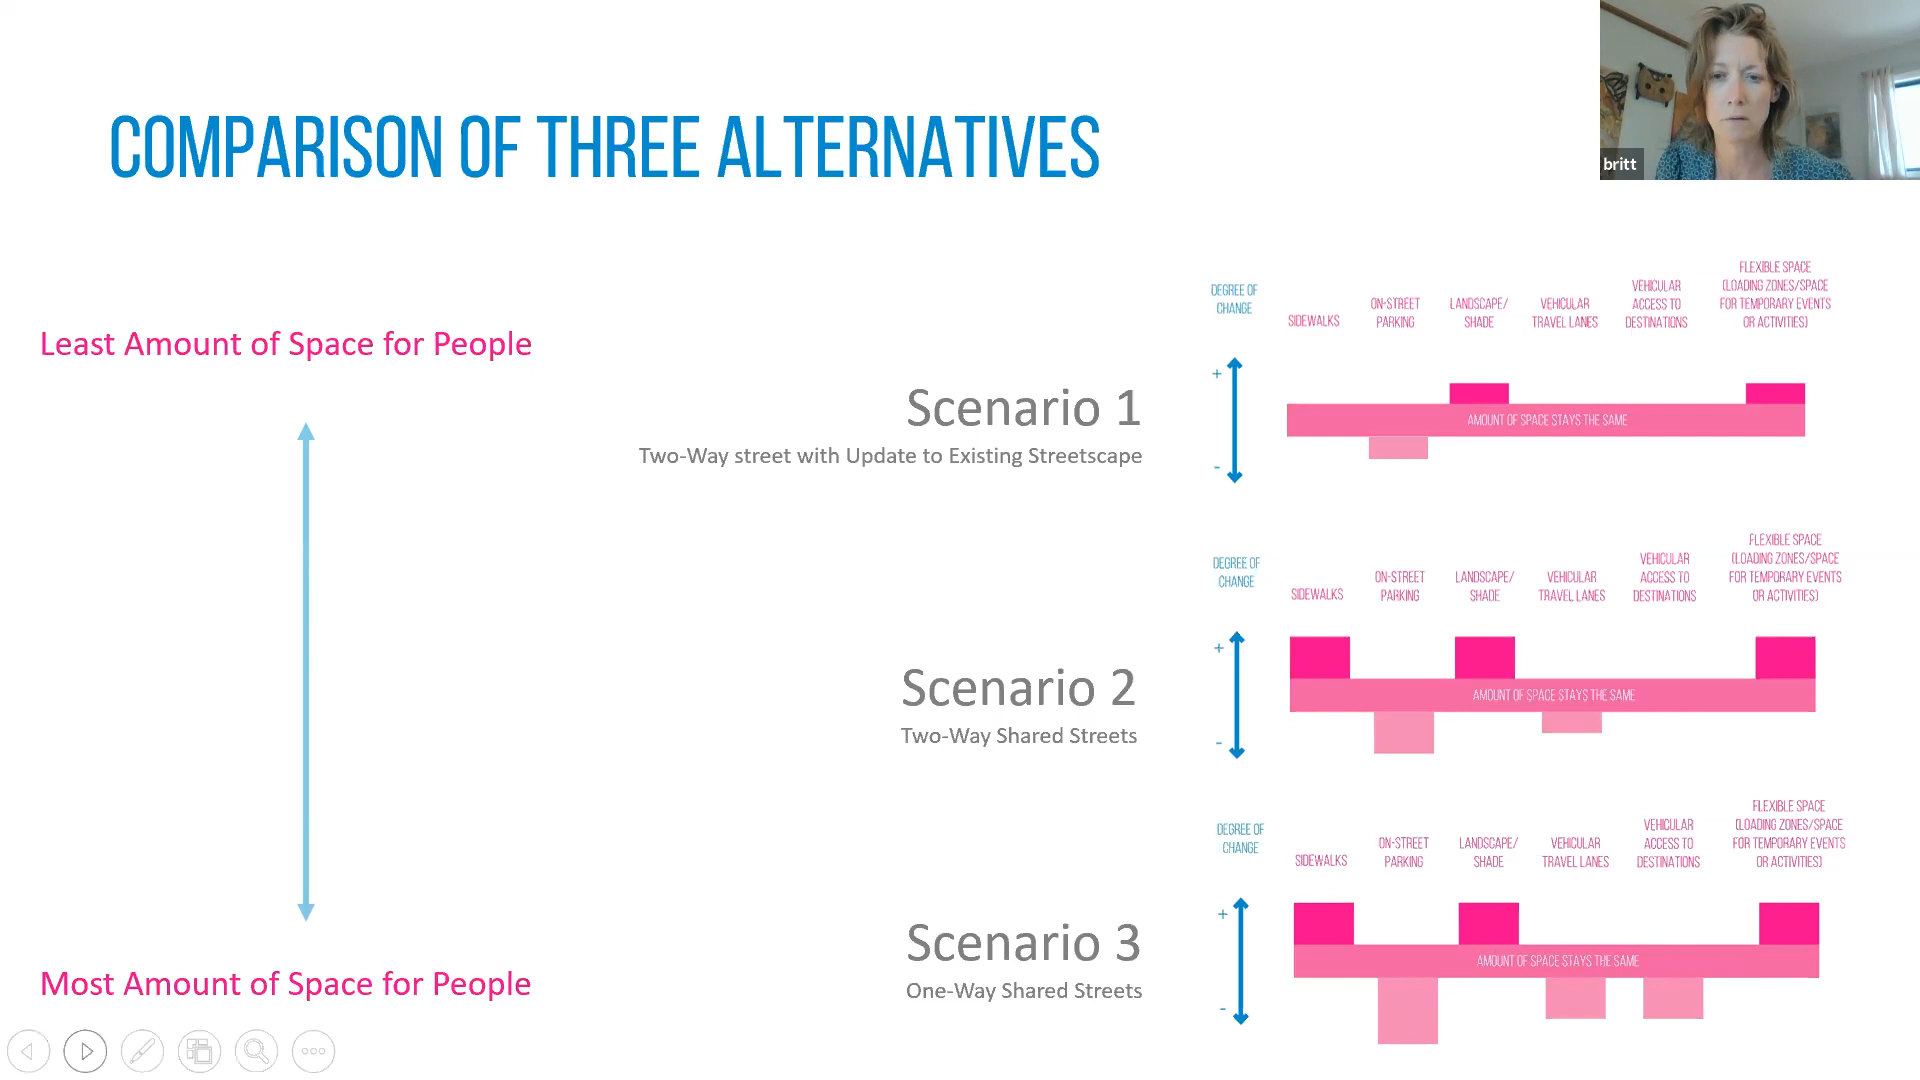 britt
COMPARISON OF THREE ALTERNATIVES
Least Amount of Space for People
Most Amount of Space for People
Scenario 1
Two-Way street with Update to Existing Streetscape
DEGREE OF
CHANGE
SIDEWALKS
ON-STREET
PARKING
LANDSCAPE/
SHADE
VEHICULAR
TRAVEL LANES
VEHICULAR
ACCESS TO
DESTINATIONS
FLEXIBLE SPACE
(LOADING ZONES/SPACE
FOR TEMPORARY EVENTS
OR ACTIVITIES)
+
-
AMOUNT OF SPACE STAYS THE SAME
Scenario 2
Two-Way Shared Streets
DEGREE OF
CHANGE
SIDEWALKS
ON-STREET
PARKING
LANDSCAPE/
SHADE
VEHICULAR
TRAVEL LANES
VEHICULAR
ACCESS TO
DESTINATIONS
FLEXIBLE SPACE
(LOADING ZONES/SPACE
FOR TEMPORARY EVENTS
OR ACTIVITIES)
+
-
AMOUNT OF SPACE STAYS THE SAME
Scenario 3
One-Way Shared Streets
DEGREE OF
CHANGE
SIDEWALKS
ON-STREET
PARKING
LANDSCAPE/
SHADE
VEHICULAR
TRAVEL LANES
VEHICULAR
ACCESS TO
DESTINATIONS
FLEXIBLE SPACE
(LOADING ZONES/SPACE
FOR TEMPORARY EVENTS
OR ACTIVITIES)
+
-
AMOUNT OF SPACE STAYS THE SAME